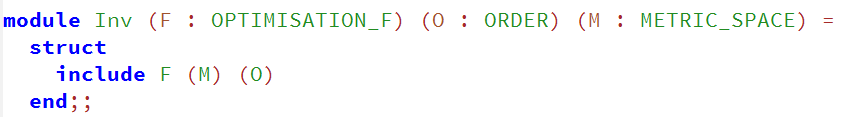 module Inv (F : OPTIMISATION_F) (O : ORDER) (M : METRIC_SPACE) =
  struct
    include F (M) (O)
  end;;